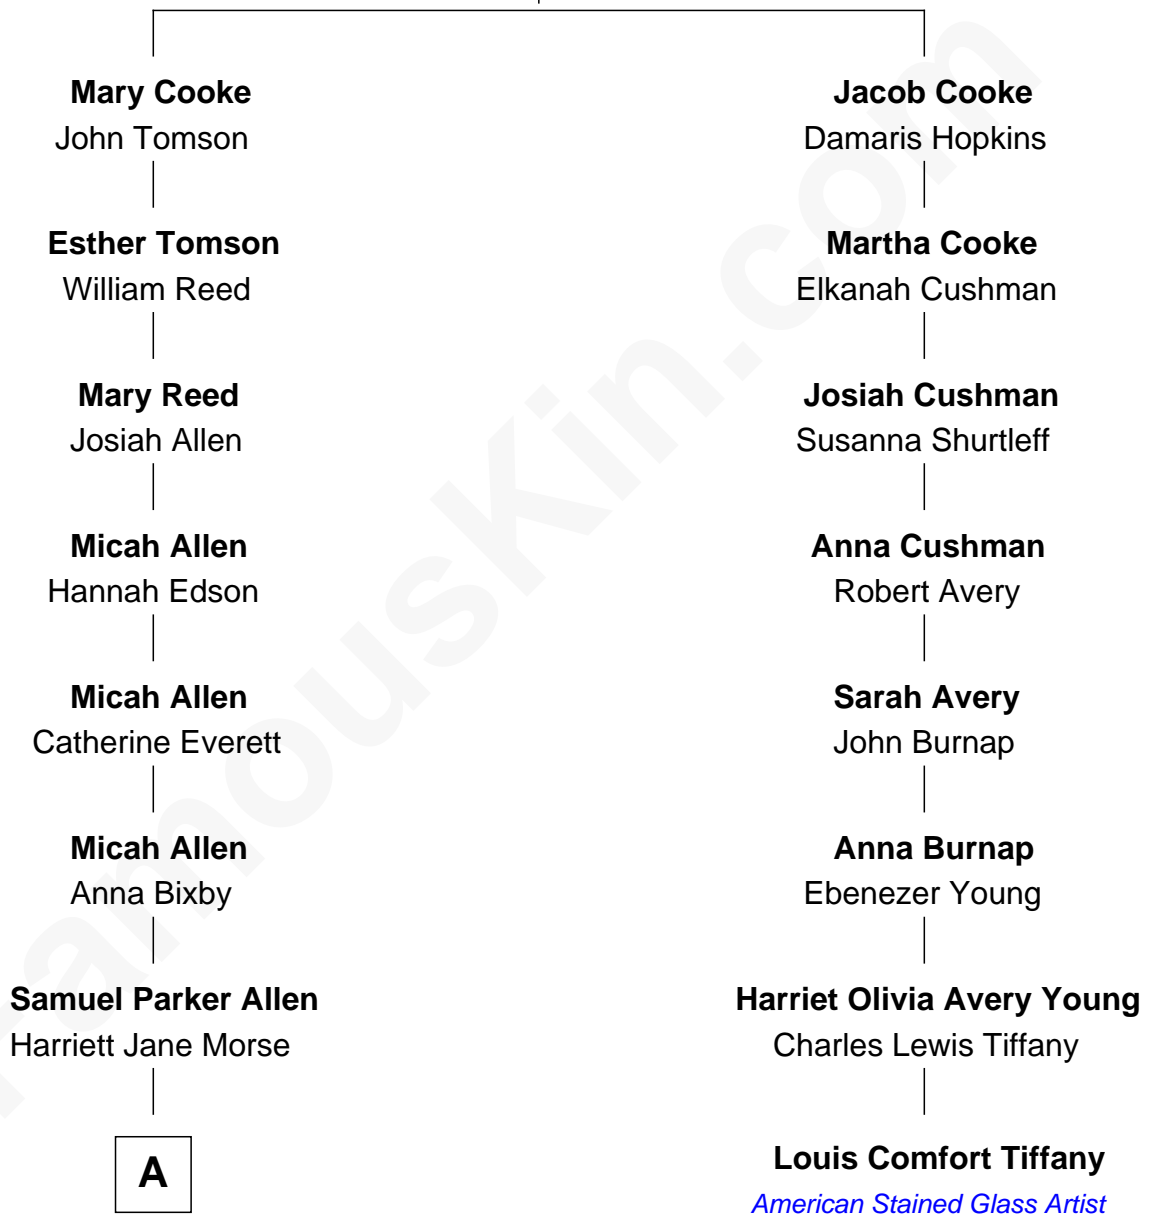 Mary Cooke
John Tomson
Esther Tomson
William Reed
Mary Reed
Josiah Allen
Micah Allen
Hannah Edson
Micah Allen
Catherine Everett
Micah Allen
Anna Bixby
Samuel Parker Allen
Harriett Jane Morse
A
Jacob Cooke
Damaris Hopkins
Martha Cooke
Elkanah Cushman
Josiah Cushman
Susanna Shurtleff
Anna Cushman
Robert Avery
Sarah Avery
John Burnap
Anna Burnap
Ebenezer Young
Harriet Olivia Avery Young
Charles Lewis Tiffany
Louis Comfort Tiffany
American Stained Glass Artist
FamousKin.com